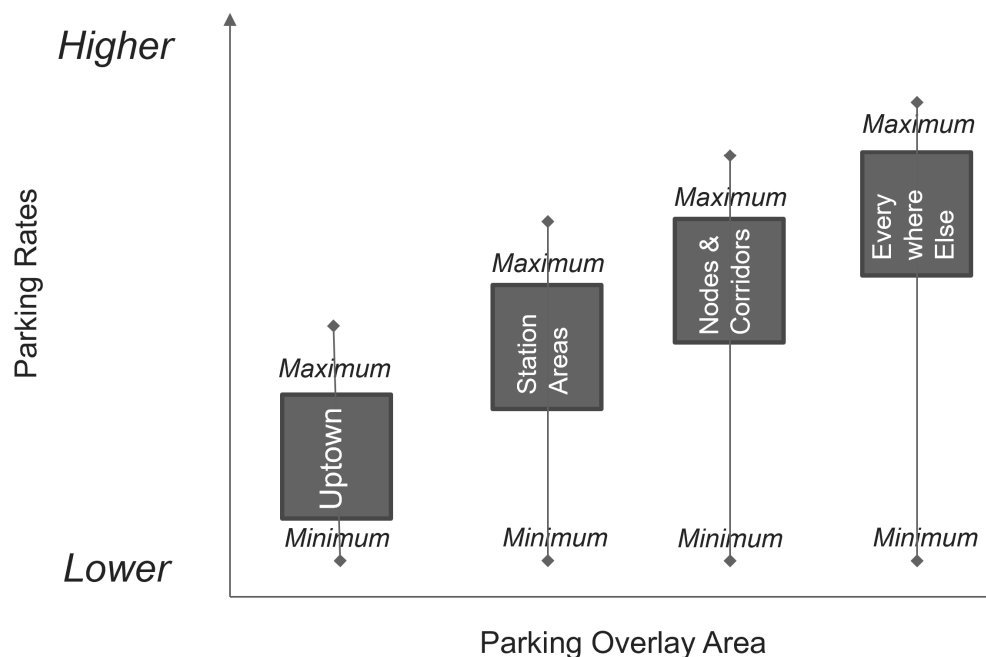 Higher
Parking Rates
Lower
Maximum
Uptown
Minimum
Maximum
Station
Areas
Minimum
Maximum
Nodes &
Corridors
Minimum
Maximum
Every
where
Else
Minimum
Parking Overlay Area